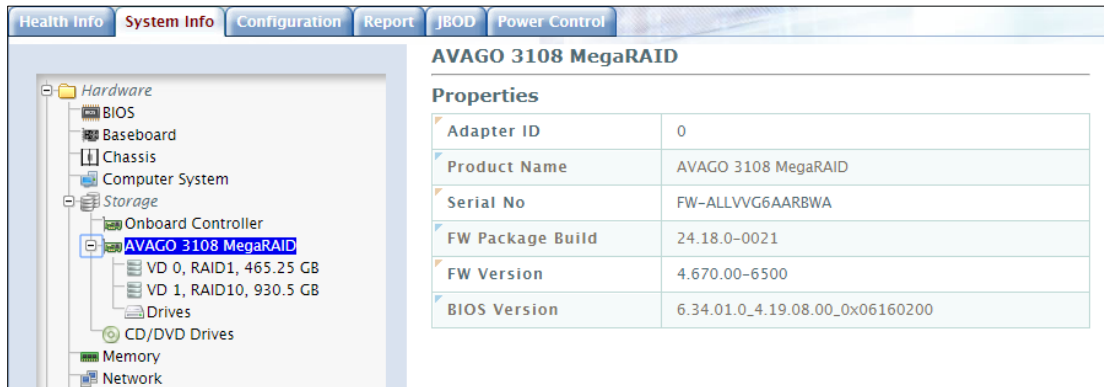 Health Info System Info Configuration Report JBOD Power Control
Hardware
BIOS
Baseboard
Chassis
Computer System
Storage
Onboard Controller
AVAGO 3108 MegaRAID
VD 0, RAID1, 465.25 GB
VD 1, RAID10, 930.5 GB
Drives
CD/DVD Drives
Memory
Network
AVAGO 3108 MegaRAID
Properties
Adapter ID 0
Product Name AVAGO 3108 MegaRAID
Serial No FW-ALLVVG6AARBWA
FW Package Build 24.18.0-0021
FW Version 4.670.00-6500
BIOS Version 6.34.01.0_4.19.08.00_0x06160200